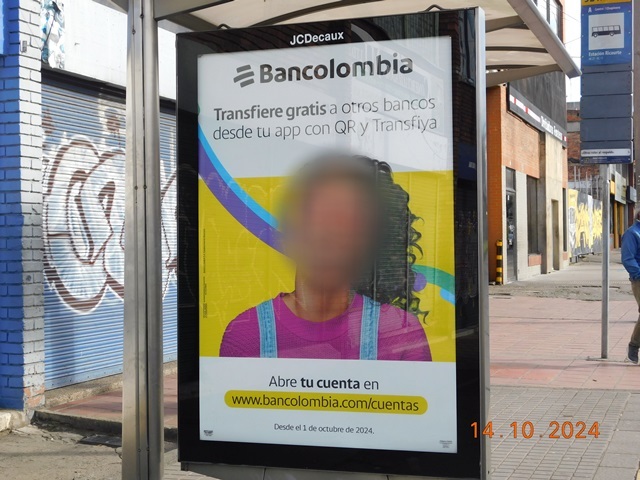 JCDecaux
Bancolombia
Transfiere gratis a otros bancos
desde tu app con QR y Transfiya
Abre tu cuenta en
www.bancolombia.com/cuentas
Desde el 1 de octubre de 2024.
14.10.2024